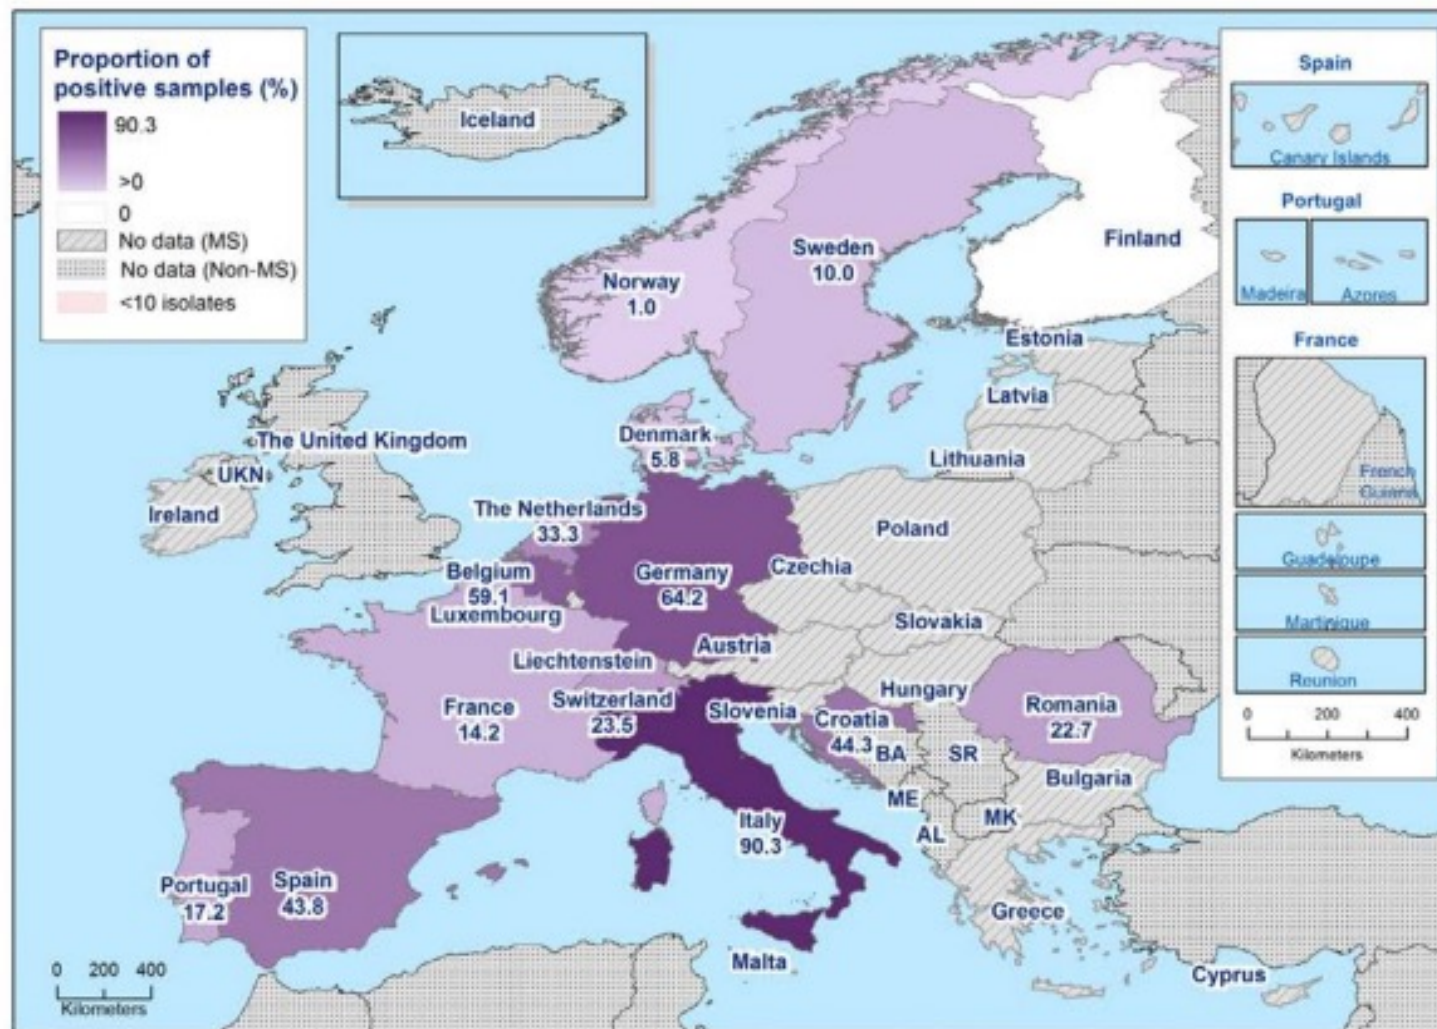 Proportion of
positive samples (%)
90.3
>0
0
No data (MS)
No data (Non-MS)
<10 isolates
Iceland
Spain
Canary Islands
Portugal
Madeira
Azores
France
French
Guiana
Guadeloupe
Martinique
Reunion
0 200 400
Kilometers
Finland
Sweden
10.0
Norway
1.0
Estonia
Latvia
Lithuania
Denmark
5.8
The United Kingdom
UKN
Ireland
The Netherlands
33.3
Belgium
59.1
Luxembourg
Germany
64.2
Poland
Czechia
Slovakia
Austria
Liechtenstein
Switzerland
23.5
France
14.2
Slovenia
Hungary
Croatia
44.3
BA
SR
Romania
22.7
Bulgaria
ME
MK
AL
Italy
90.3
Portugal
17.2
Spain
43.8
Greece
Malta
Cyprus
0 200 400
Kilometers